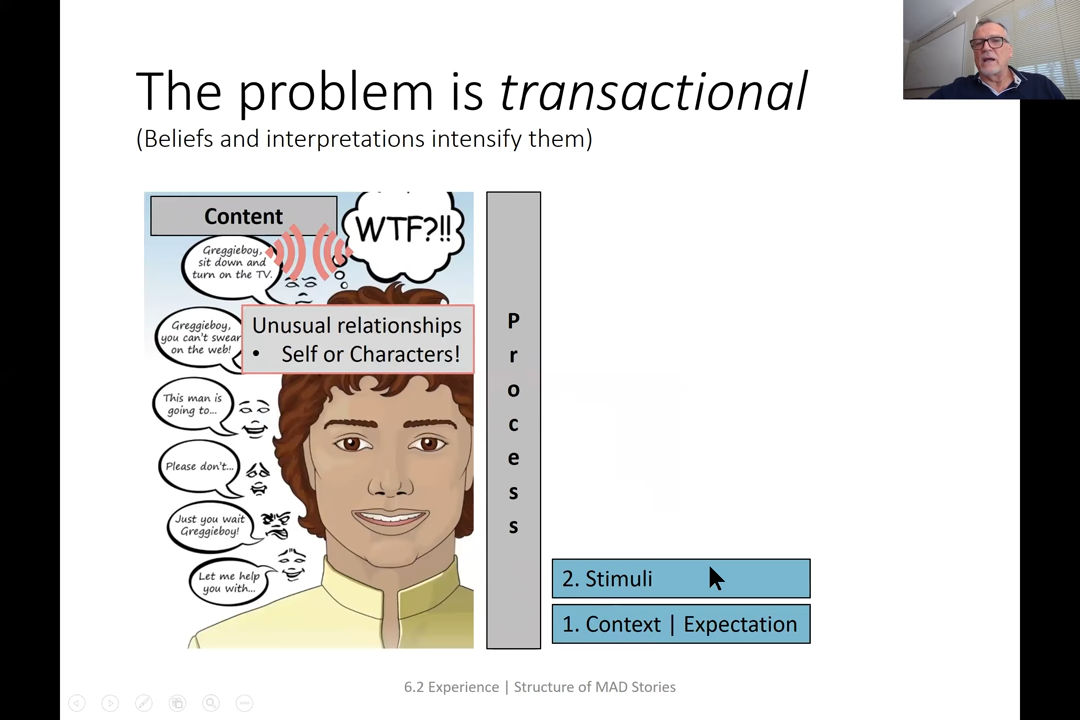 The problem is transactional
(Beliefs and interpretations intensify them)
Content
WTF?!!
Greggieboy,
sit down and
turn on the TV.
Greggieboy,
you can't swear
on the web!
Unusual relationships
• Self or Characters!
This man is
going to...
Please don't...
Just you wait
Greggieboy!
Let me help
you with...
P
r
o
c
e
s
s
2. Stimuli
1. Context | Expectation
6.2 Experience | Structure of MAD Stories